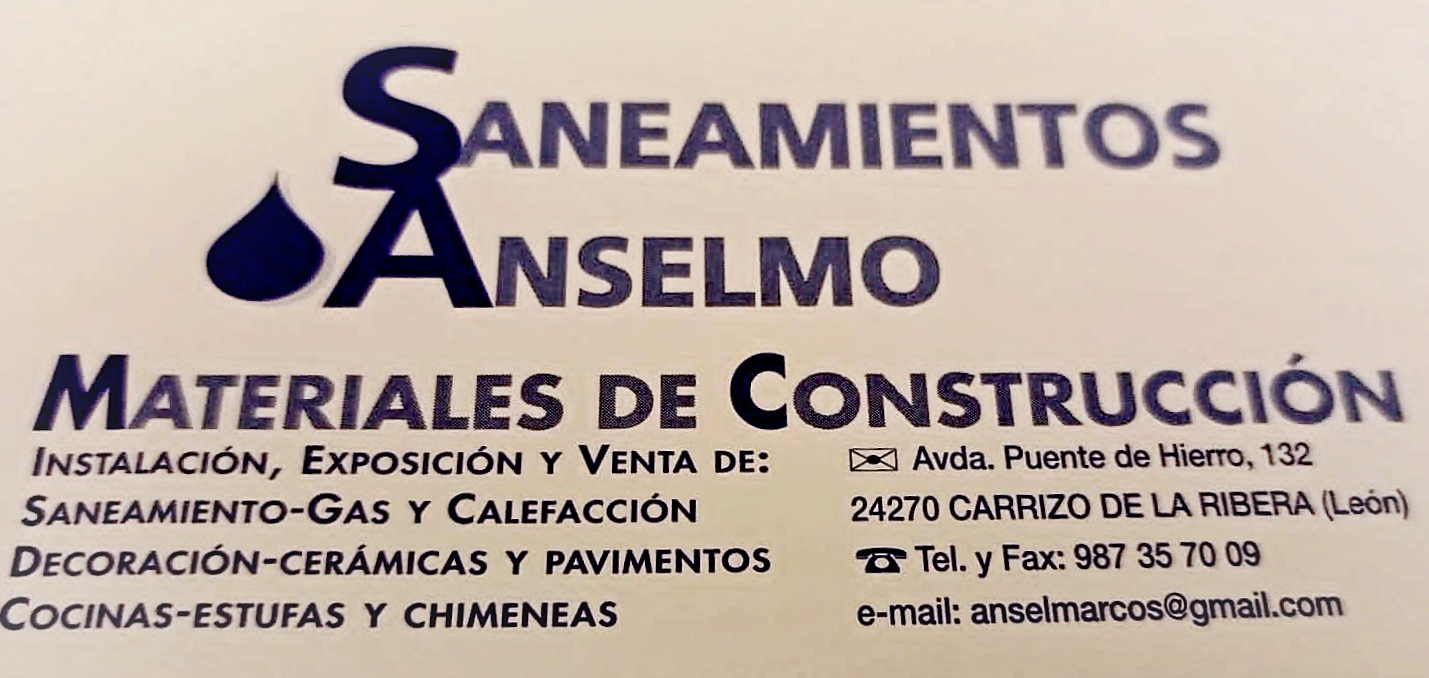 SANEAMIENTOS
ANSELMO
MATERIALES DE CONSTRUCCIÓN
INSTALACIÓN, EXPOSICIÓN Y VENTA DE:
SANEAMIENTO-GAS Y CALEFACCIÓN
DECORACIÓN-CERÁMICAS Y PAVIMENTOS
COCINAS-ESTUFAS Y CHIMENEAS
Avda. Puente de Hierro, 132
24270 CARRIZO DE LA RIBERA (León)
Tel. y Fax: 987 35 70 09
e-mail: anselmarcos@gmail.com